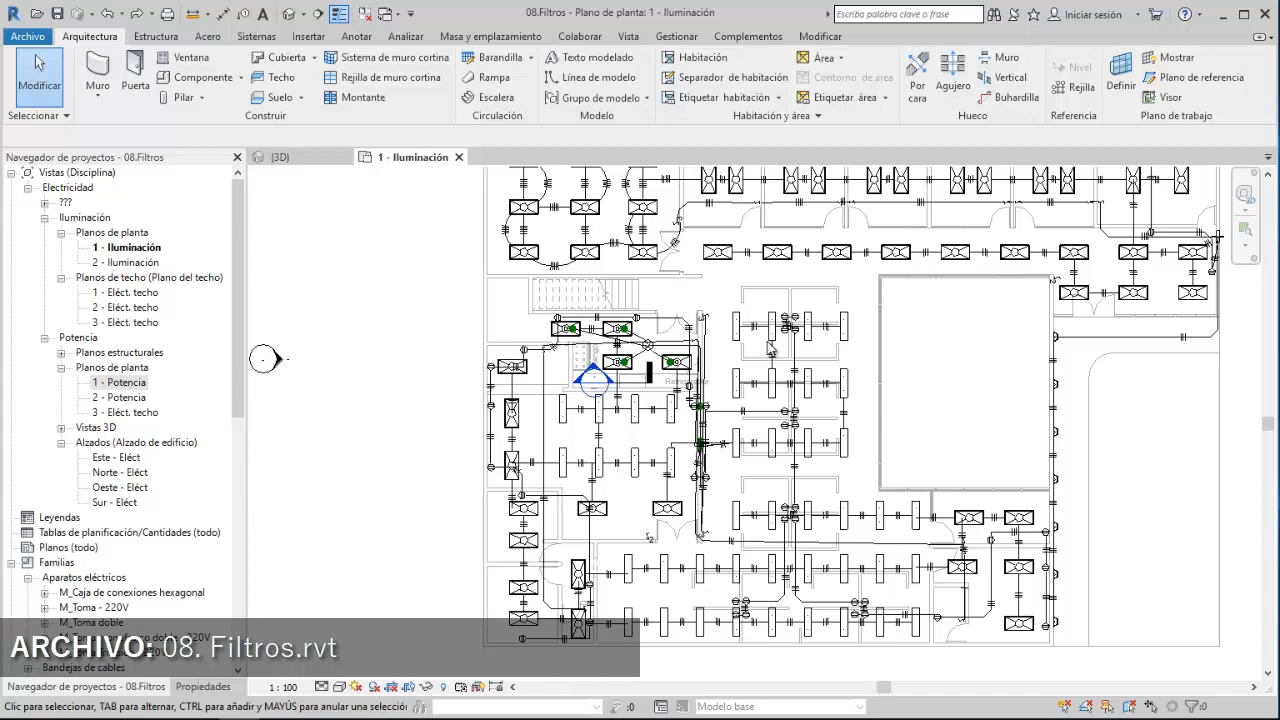 08.Filtros - Plano de planta: 1 - Iluminación
Escriba palabra clave o frase
Iniciar sesión
Archivo Arquitectura Estructura Acero Sistemas Insertar Anotar Analizar Masa y emplazamiento Colaborar Vista Gestionar Complementos Modificar
Modificar
Muro
Puerta
Ventana
Componente
Pilar
Cubierta
Techo
Suelo
Sistema de muro cortina
Rejilla de muro cortina
Montante
Barandilla
Rampa
Escalera
Texto modelado
Línea de modelo
Grupo de modelo
Habitación
Separador de habitación
Etiquetar habitación
Área
Contorno de área
Etiquetar área
Por cara
Agujero
Muro
Vertical
Buhardilla
Nivel
Rejilla
Definir
Mostrar
Plano de referencia
Visor
Seleccionar Construir Circulación Modelo Habitación y área Hueco Referencia Plano de trabajo
Navegador de proyectos - 08.Filtros
(3D)
1 - Iluminación
Vistas (Disciplina)
Electricidad
???
Iluminación
Planos de planta
1 - Iluminación
2 - Iluminación
Planos de techo (Plano del techo)
1 - Eléct. techo
2 - Eléct. techo
3 - Eléct. techo
Potencia
Planos estructurales
Planos de planta
1 - Potencia
2 - Potencia
3 - Eléct. techo
Vistas 3D
Alzados (Alzado de edificio)
Este - Eléct
Norte - Eléct
Oeste - Eléct
Sur - Eléct
Leyendas
Tablas de planificación/Cantidades (todo)
Planos (todo)
Familias
Aparatos eléctricos
M_Caja de conexiones hexagonal
M_Toma - 220V
M_Toma doble
Bandejas de cables
ARCHIVO: 08. Filtros.rvt
Navegador de proyectos - 08.Filtros Propiedades
1 : 100
Clic para seleccionar, TAB para alternar, CTRL para añadir y MAYÚS para anular una selección
:0
Modelo base
:0